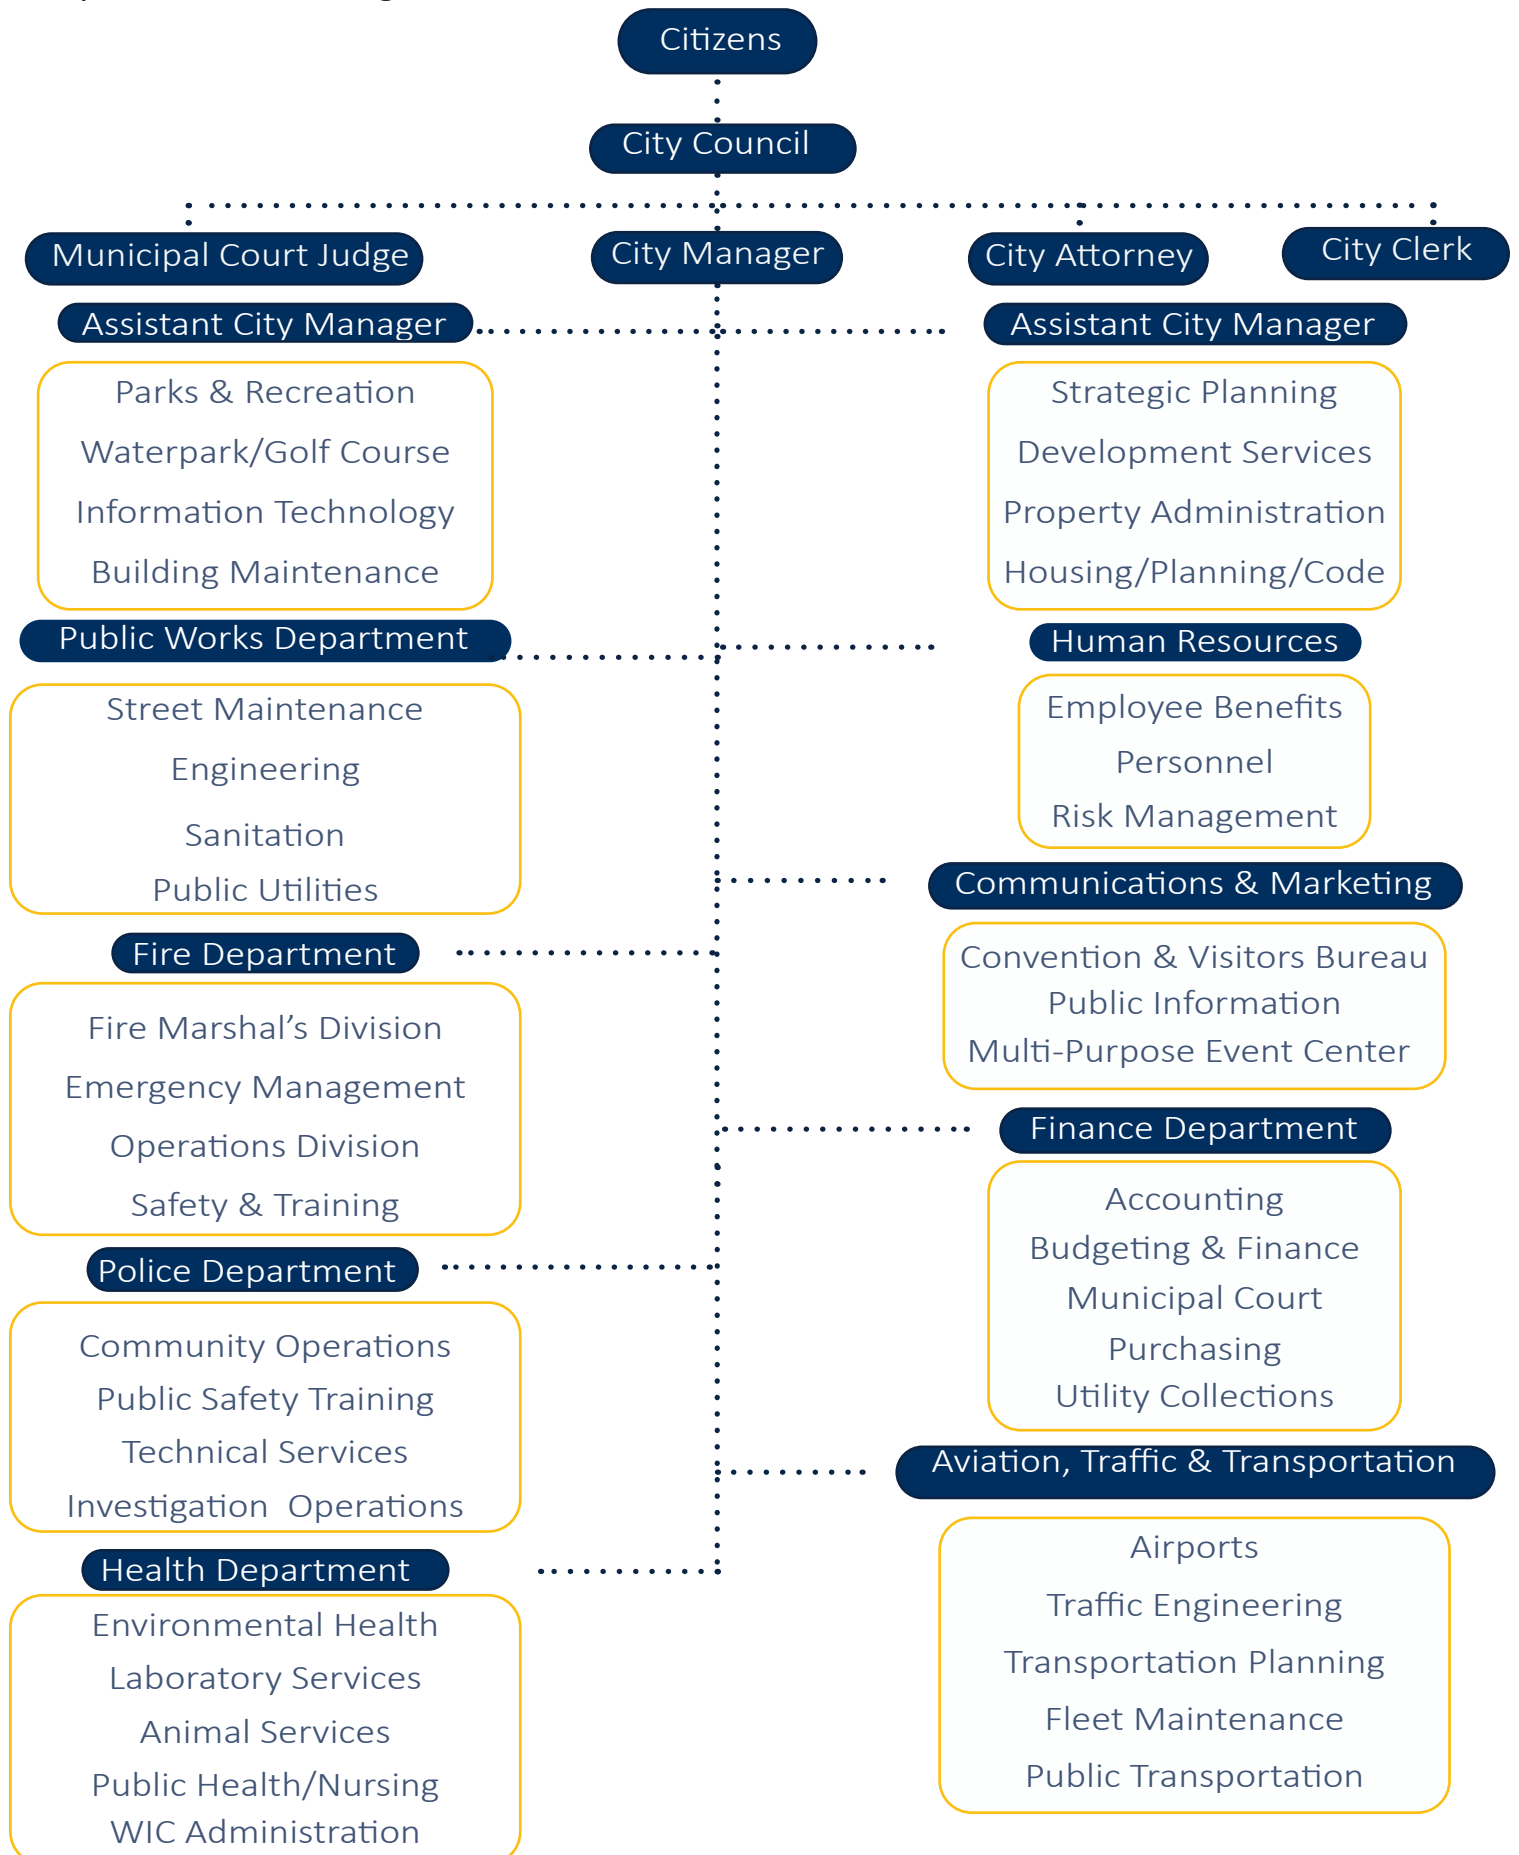 Citizens
City Council
Municipal Court Judge
City Manager
City Attorney
City Clerk
Assistant City Manager
Parks & Recreation
Waterpark/Golf Course
Information Technology
Building Maintenance
Assistant City Manager
Strategic Planning
Development Services
Property Administration
Housing/Planning/Code
Public Works Department
Street Maintenance
Engineering
Sanitation
Public Utilities
Human Resources
Employee Benefits
Personnel
Risk Management
Communications & Marketing
Convention & Visitors Bureau
Public Information
Multi-Purpose Event Center
Fire Department
Fire Marshal’s Division
Emergency Management
Operations Division
Safety & Training
Finance Department
Accounting
Budgeting & Finance
Municipal Court
Purchasing
Utility Collections
Police Department
Community Operations
Public Safety Training
Technical Services
Investigation  Operations
Aviation, Traffic & Transportation
Airports
Traffic Engineering
Transportation Planning
Fleet Maintenance
Public Transportation
Health Department
Environmental Health
Laboratory Services
Animal Services
Public Health/Nursing
WIC Administration